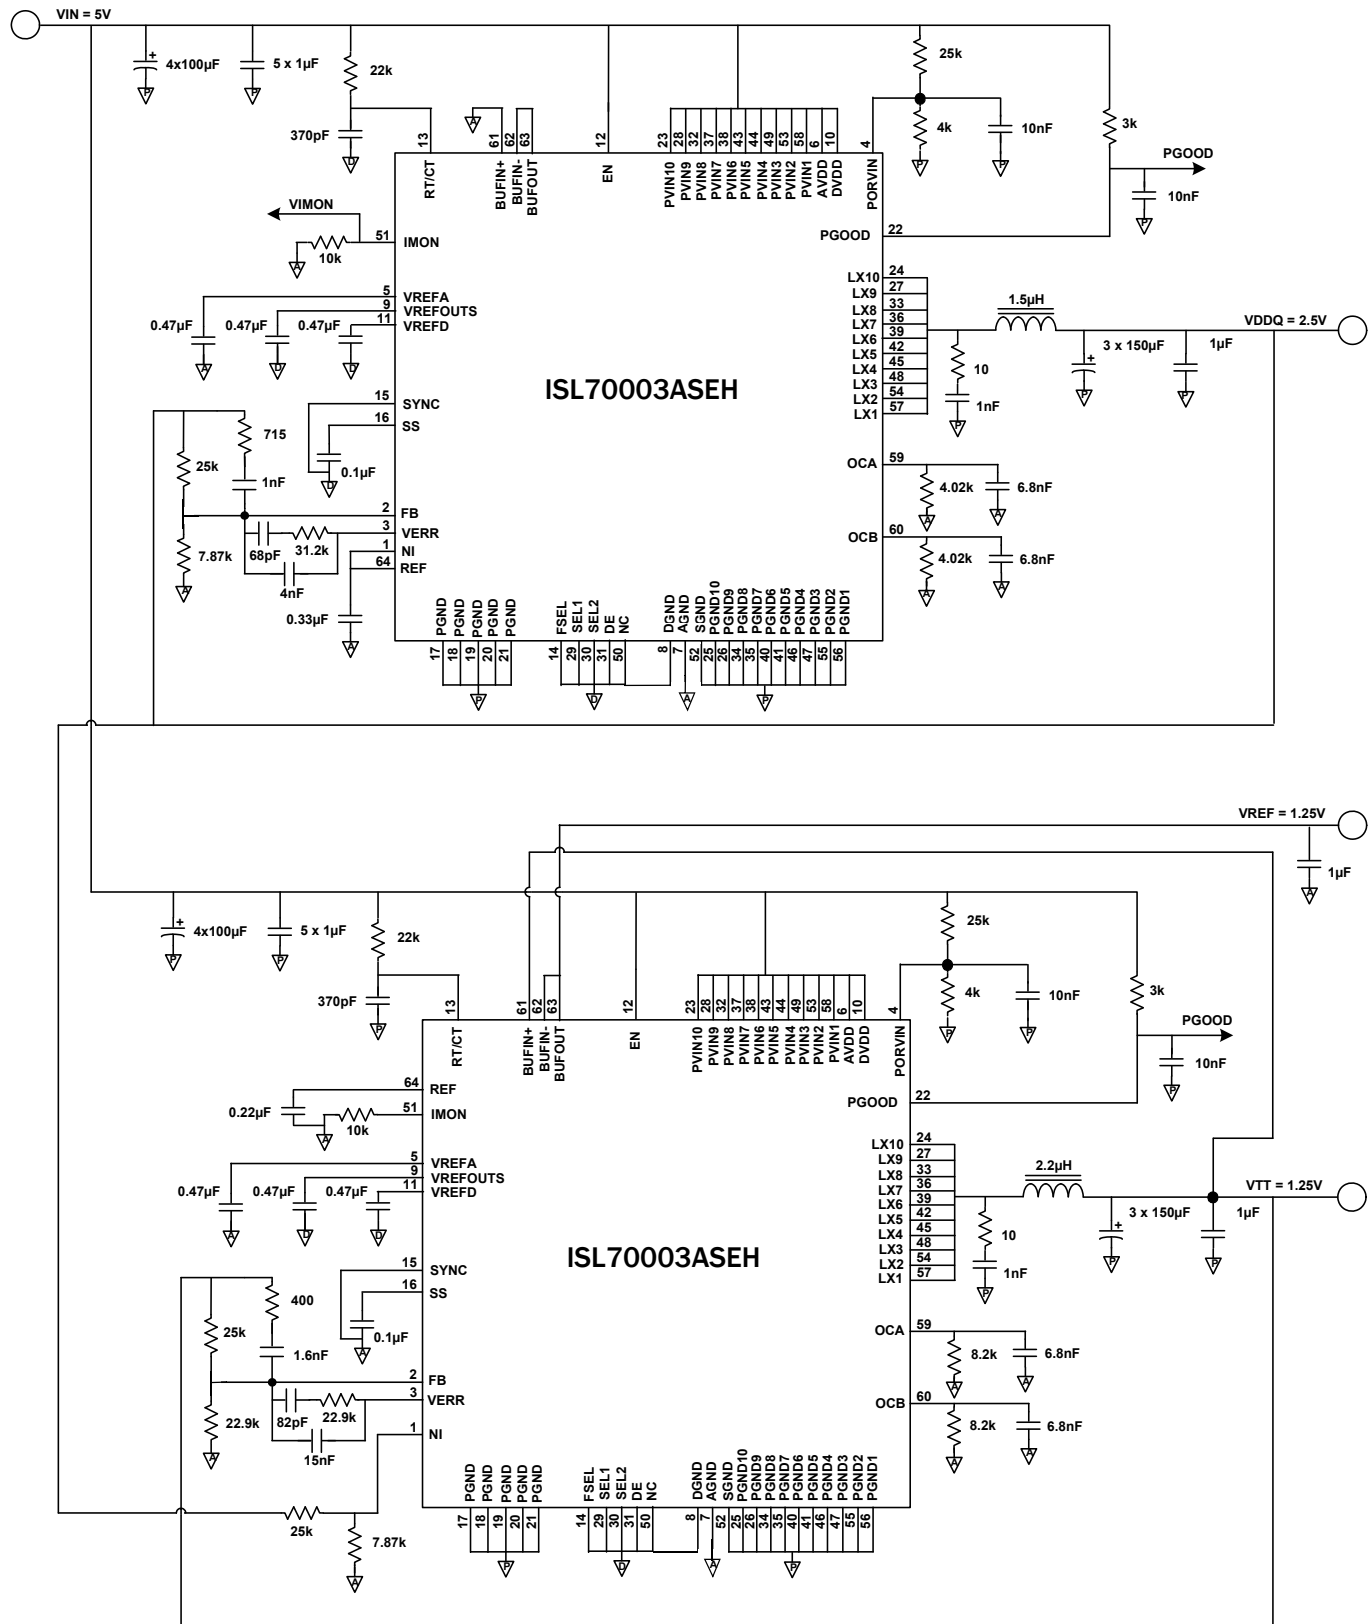 VIN = 5V
4x100µF
5 x 1µF
22k
25k
370pF
4k
10nF
3k
PGOOD
10nF
13
61
62
63
12
23
28
32
37
38
43
44
49
53
58
6
10
4
RT/CT
BUFIN+
BUFIN-
BUFOUT
EN
PVIN10
PVIN9
PVIN8
PVIN7
PVIN6
PVIN5
PVIN4
PVIN3
PVIN2
PVIN1
AVDD
DVDD
PORVIN
VIMON
51 IMON
10k
PGOOD 22
5 VREFA
9 VREFOUTS
11 VREFD
0.47µF
0.47µF
0.47µF
LX10 24
LX9 27
LX8 33
LX7 36
LX6 39
LX5 42
LX4 45
LX3 48
LX2 54
LX1 57
1.5µH
VDDQ = 2.5V
3 x 150µF
1µF
10
1nF
ISL70003ASEH
15 SYNC
16 SS
715
25k
0.1µF
1nF
OCA 59
4.02k
6.8nF
2 FB
3 VERR
1 NI
64 REF
68pF
31.2k
7.87k
4nF
0.33µF
OCB 60
4.02k
6.8nF
PGND
PGND
PGND
PGND
PGND
FSEL
SEL1
SEL2
DE
NC
DGND
AGND
SGND
PGND10
PGND9
PGND8
PGND7
PGND6
PGND5
PGND4
PGND3
PGND2
PGND1
17
18
19
20
21
14
29
30
31
50
8
7
52
25
26
34
35
40
41
46
47
55
56
VREF = 1.25V
1µF
4x100µF
5 x 1µF
22k
25k
370pF
4k
10nF
3k
PGOOD
10nF
13
61
62
63
12
23
28
32
37
38
43
44
49
53
58
6
10
4
RT/CT
BUFIN+
BUFIN-
BUFOUT
EN
PVIN10
PVIN9
PVIN8
PVIN7
PVIN6
PVIN5
PVIN4
PVIN3
PVIN2
PVIN1
AVDD
DVDD
PORVIN
64 REF
0.22µF
51 IMON
10k
PGOOD 22
5 VREFA
9 VREFOUTS
11 VREFD
0.47µF
0.47µF
0.47µF
LX10 24
LX9 27
LX8 33
LX7 36
LX6 39
LX5 42
LX4 45
LX3 48
LX2 54
LX1 57
2.2µH
VTT = 1.25V
3 x 150µF
1µF
10
1nF
ISL70003ASEH
15 SYNC
16 SS
400
25k
0.1µF
1.6nF
OCA 59
8.2k
6.8nF
2 FB
3 VERR
1 NI
82pF
22.9k
22.9k
15nF
OCB 60
8.2k
6.8nF
PGND
PGND
PGND
PGND
PGND
FSEL
SEL1
SEL2
DE
NC
DGND
AGND
SGND
PGND10
PGND9
PGND8
PGND7
PGND6
PGND5
PGND4
PGND3
PGND2
PGND1
17
18
19
20
21
14
29
30
31
50
8
7
52
25
26
34
35
40
41
46
47
55
56
25k
7.87k